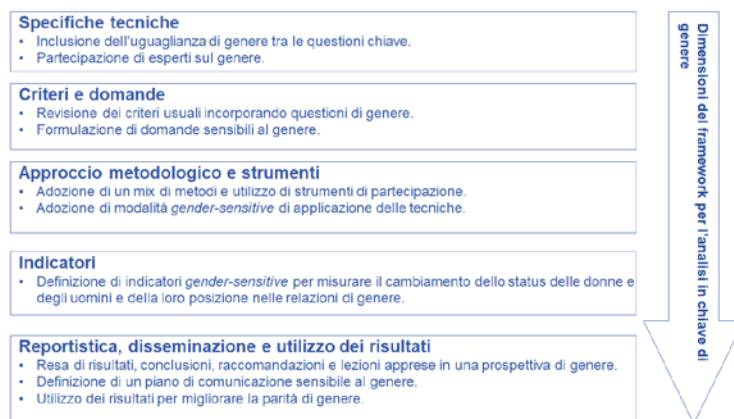 Specifiche tecniche
• Inclusione dell'uguaglianza di genere tra le questioni chiave.
• Partecipazione di esperti sul genere.
Criteri e domande
• Revisione dei criteri usuali incorporando questioni di genere.
• Formulazione di domande sensibili al genere.
Approccio metodologico e strumenti
• Adozione di un mix di metodi e utilizzo di strumenti di partecipazione.
• Adozione di modalità gender-sensitive di applicazione delle tecniche.
Indicatori
• Definizione di indicatori gender-sensitive per misurare il cambiamento dello status delle donne e
degli uomini e della loro posizione nelle relazioni di genere.
Reportistica, disseminazione e utilizzo dei risultati
• Resa di risultati, conclusioni, raccomandazioni e lezioni apprese in una prospettiva di genere.
• Definizione di un piano di comunicazione sensibile al genere.
• Utilizzo dei risultati per migliorare la parità di genere.
Dimensioni del framework per l'analisi in chiave di
genere